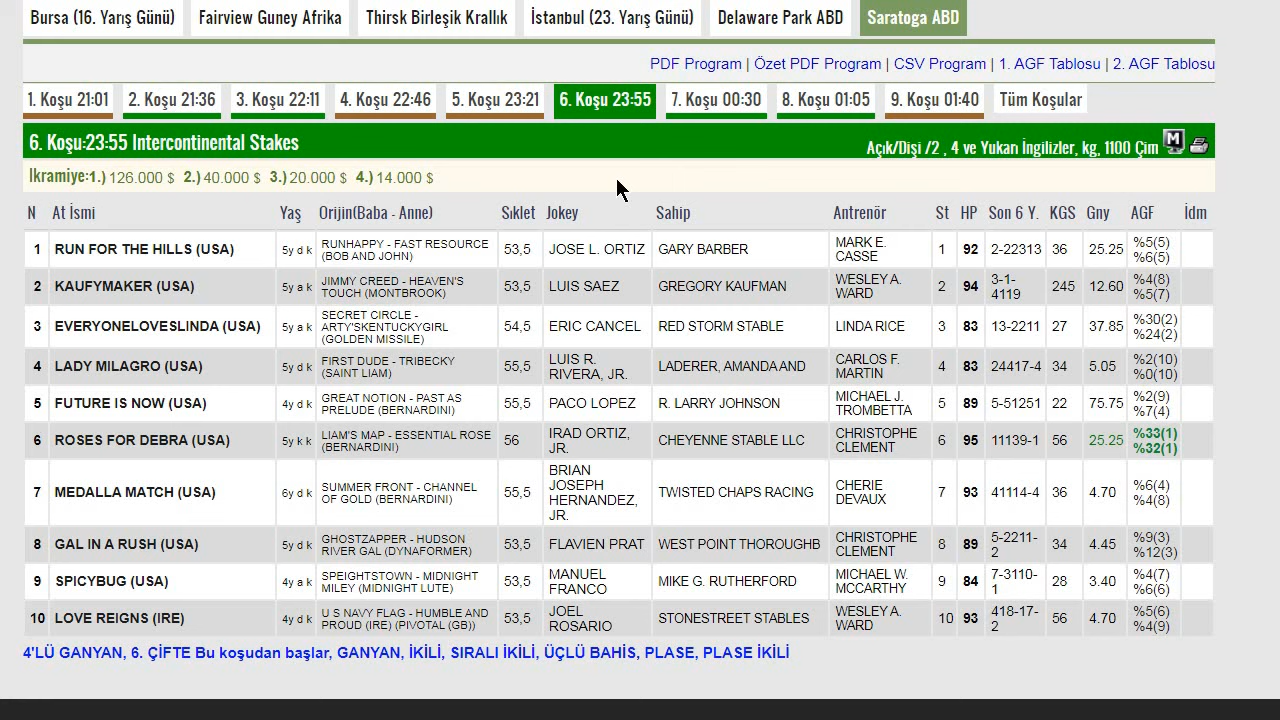 Bursa (16. Yarış Günü) Fairview Guney Afrika Thirsk Birleşik Krallık İstanbul (23. Yarış Günü) Delaware Park ABD Saratoga ABD
PDF Program | Özet PDF Program | CSV Program | 1. AGF Tablosu | 2. AGF Tablosu
1. Koşu 21:01 2. Koşu 21:36 3. Koşu 22:11 4. Koşu 22:46 5. Koşu 23:21 6. Koşu 23:55 7. Koşu 00:30 8. Koşu 01:05 9. Koşu 01:40 Tüm Koşular
6. Koşu:23:55 Intercontinental Stakes Açık/Dişi /2 , 4 ve Yukarı İngilizler, kg, 1100 Çim M
İkramiye:1.) 126.000 $ 2.) 40.000 $ 3.) 20.000 $ 4.) 14.000 $
N At İsmi Yaş Orijin(Baba - Anne) Sıklet Jokey Sahip Antrenör St HP Son 6 Y. KGS Gny AGF İdm
1 RUN FOR THE HILLS (USA) 5y d k RUNHAPPY - FAST RESOURCE (BOB AND JOHN) 53,5 JOSE L. ORTIZ GARY BARBER MARK E. CASSE 1 92 2-22313 36 25.25 %5(5) %6(5)
2 KAUFYMAKER (USA) 5y a k JIMMY CREED - HEAVEN'S TOUCH (MONTBROOK) 53,5 LUIS SAEZ GREGORY KAUFMAN WESLEY A. WARD 2 94 3-1-4119 245 12.60 %4(8) %5(7)
3 EVERYONELOVESLINDA (USA) 5y a k SECRET CIRCLE - ARTY'SKENTUCKYGIRL (GOLDEN MISSILE) 54,5 ERIC CANCEL RED STORM STABLE LINDA RICE 3 83 13-2211 27 37.85 %30(2) %24(2)
4 LADY MILAGRO (USA) 5y d k FIRST DUDE - TRIBECKY (SAINT LIAM) 55,5 LUIS R. RIVERA, JR. LADERER, AMANDA AND CARLOS F. MARTIN 4 83 24417-4 34 5.05 %2(10) %0(10)
5 FUTURE IS NOW (USA) 4y d k GREAT NOTION - PAST AS PRELUDE (BERNARDINI) 55,5 PACO LOPEZ R. LARRY JOHNSON MICHAEL J. TROMBETTA 5 89 5-51251 22 75.75 %2(9) %7(4)
6 ROSES FOR DEBRA (USA) 5y k k LIAM'S MAP - ESSENTIAL ROSE (BERNARDINI) 56 IRAD ORTIZ, JR. CHEYENNE STABLE LLC CHRISTOPHE CLEMENT 6 95 11139-1 56 25.25 %33(1) %32(1)
7 MEDALLA MATCH (USA) 6y d k SUMMER FRONT - CHANNEL OF GOLD (BERNARDINI) 55,5 BRIAN JOSEPH HERNANDEZ, JR. TWISTED CHAPS RACING CHERIE DEVAUX 7 93 41114-4 36 4.70 %6(4) %4(8)
8 GAL IN A RUSH (USA) 5y d k GHOSTZAPPER - HUDSON RIVER GAL (DYNAFORMER) 53,5 FLAVIEN PRAT WEST POINT THOROUGHB CHRISTOPHE CLEMENT 8 89 5-2211-2 34 4.45 %9(3) %12(3)
9 SPICYBUG (USA) 4y a k SPEIGHTSTOWN - MIDNIGHT MILEY (MIDNIGHT LUTE) 53,5 MANUEL FRANCO MIKE G. RUTHERFORD MICHAEL W. MCCARTHY 9 84 7-3110-1 28 3.40 %4(7) %6(6)
10 LOVE REIGNS (IRE) 4y d k U S NAVY FLAG - HUMBLE AND PROUD (IRE) (PIVOTAL (GB)) 53,5 JOEL ROSARIO STONESTREET STABLES WESLEY A. WARD 10 93 418-17-2 56 4.70 %5(6) %4(9)
4'LÜ GANYAN, 6. ÇİFTE Bu koşudan başlar, GANYAN, İKİLİ, SIRALI İKİLİ, ÜÇLÜ BAHİS, PLASE, PLASE İKİLİ